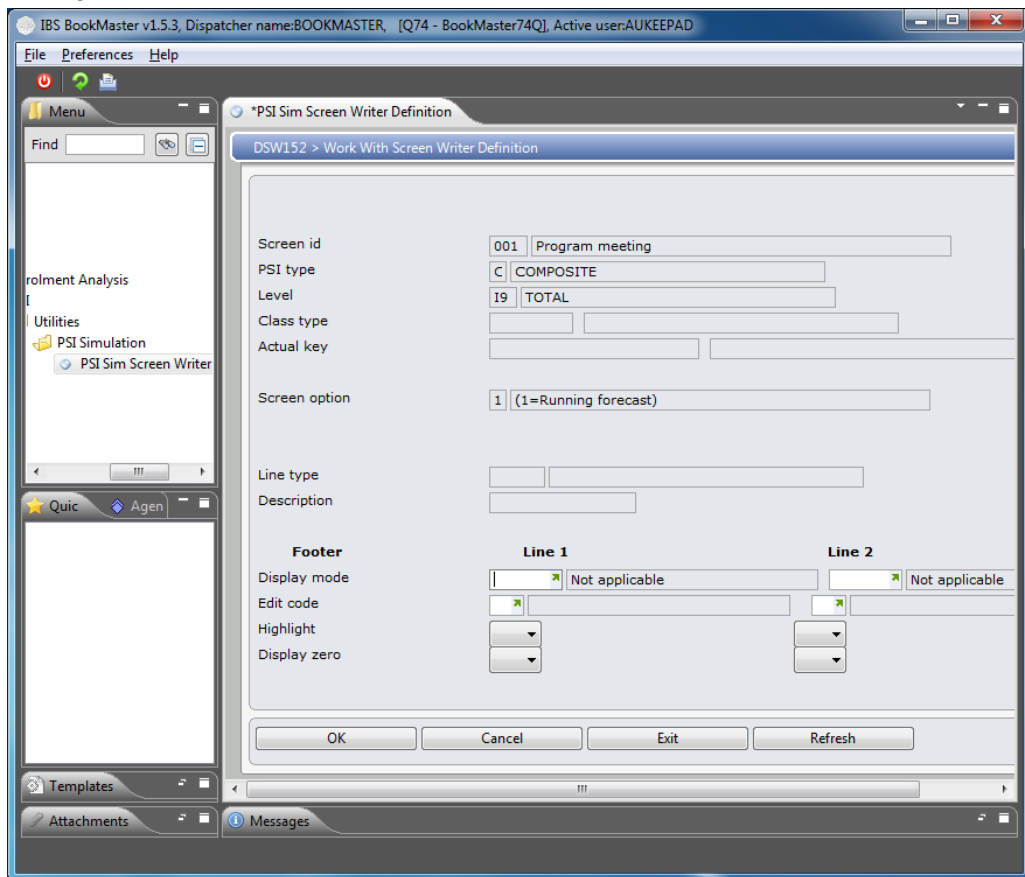 IBS BookMaster v1.5.3, Dispatcher name:BOOKMASTER, [Q74 - BookMaster74Q], Active user:AUKEEPAD
File Preferences Help
Menu
*PSI Sim Screen Writer Definition
Find
DSW152 > Work With Screen Writer Definition
Screen id 001 Program meeting
PSI type C COMPOSITE
Level I9 TOTAL
Class type
Actual key
Screen option 1 (1=Running forecast)
Line type
Description
Footer Line 1 Line 2
Display mode Not applicable Not applicable
Edit code
Highlight
Display zero
OK Cancel Exit Refresh
rolment Analysis
Utilities
PSI Simulation
PSI Sim Screen Writer
Quic Agen
Templates
Attachments
Messages